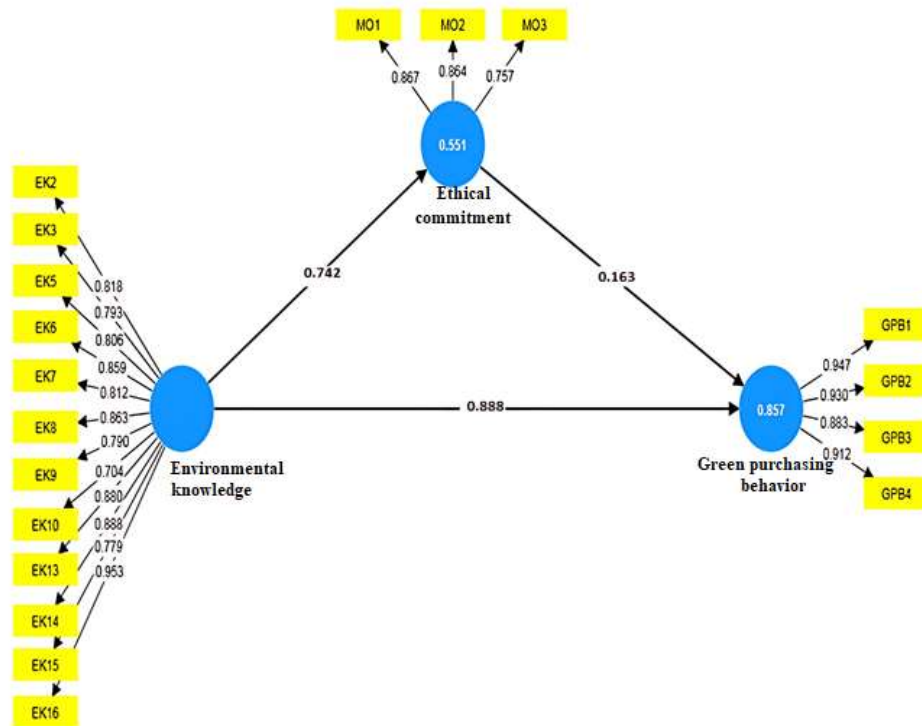 MO1
MO2
MO3
0.867
0.864
0.757
0.551
Ethical
commitment
EK2
EK3
EK5
EK6
EK7
EK8
EK9
EK10
EK13
EK14
EK15
EK16
0.818
0.793
0.806
0.859
0.812
0.863
0.790
0.704
0.880
0.888
0.779
0.953
0.742
0.163
0.888
Environmental
knowledge
0.857
Green purchasing
behavior
0.947
0.930
0.883
0.912
GPB1
GPB2
GPB3
GPB4